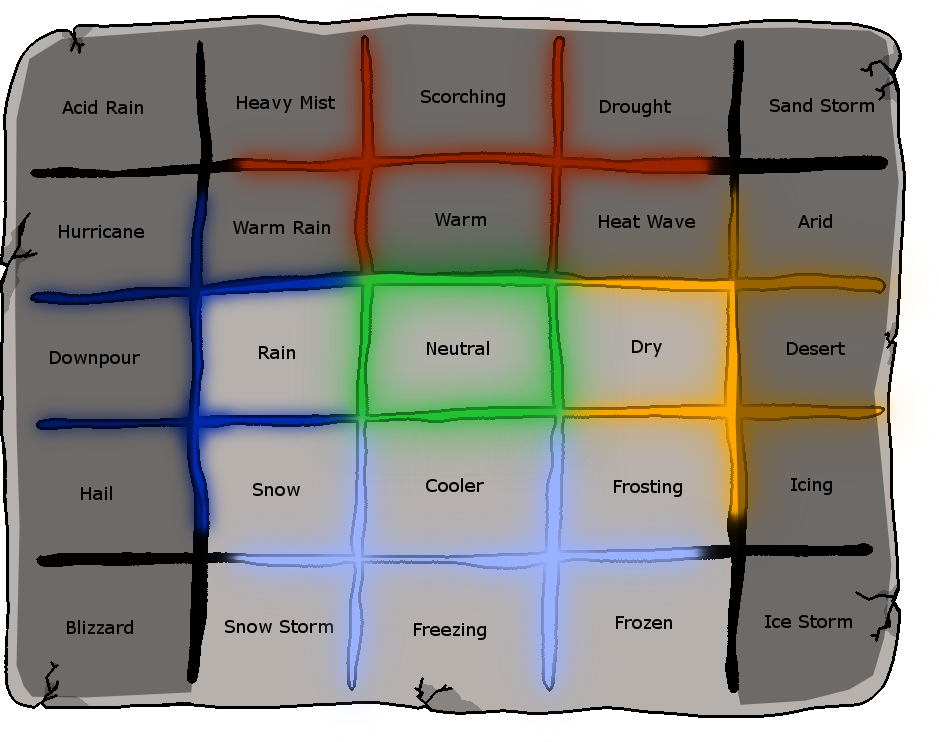 Acid Rain
Heavy Mist
Scorching
Drought
Sand Storm
Hurricane
Warm Rain
Warm
Heat Wave
Arid
Downpour
Rain
Neutral
Dry
Desert
Hail
Snow
Cooler
Frosting
Icing
Blizzard
Snow Storm
Freezing
Frozen
Ice Storm